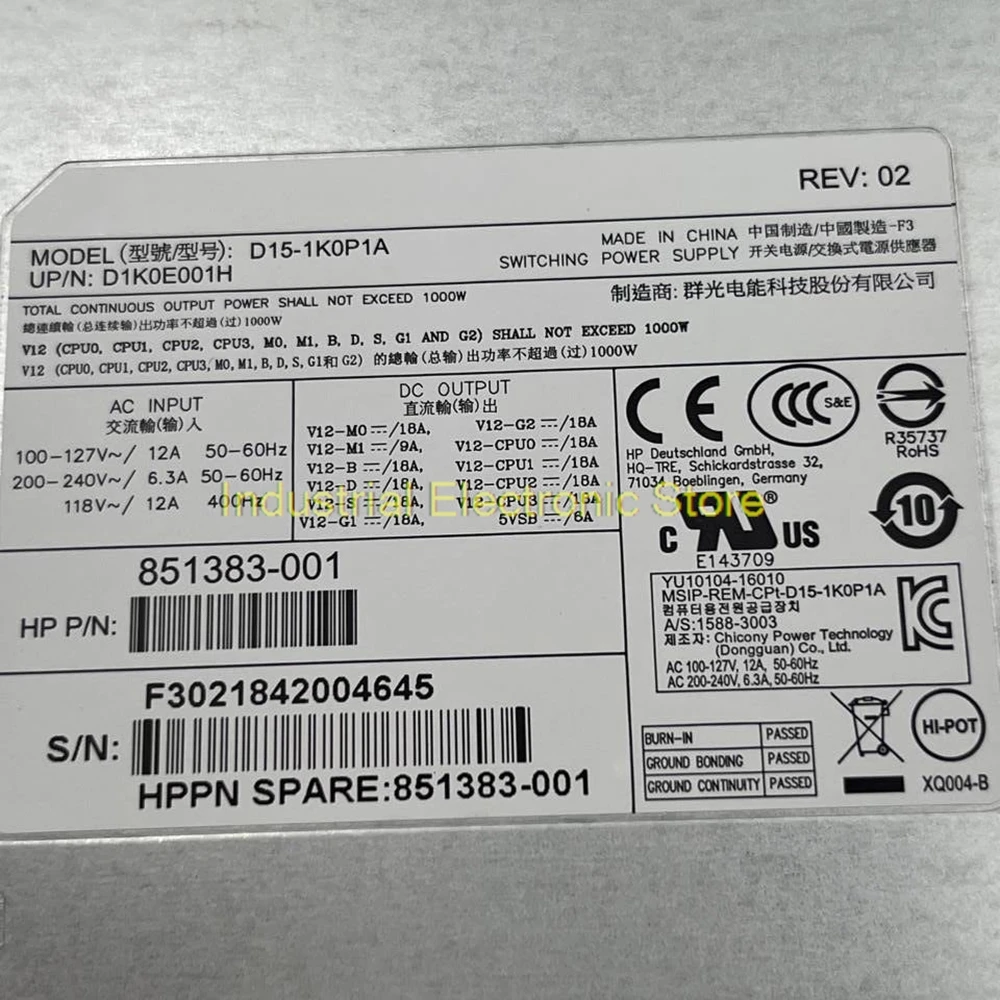 REV: 02
MODEL (型號/型号): D15-1K0P1A
UP/N: D1K0E001H
MADE IN CHINA 中国制造/中國製造-F3
SWITCHING POWER SUPPLY 开关电源/交換式電源供應器
TOTAL CONTINUOUS OUTPUT POWER SHALL NOT EXCEED 1000W
總連續輸(总连续输)出功率不超過(过)1000W
制造商: 群光电能科技股份有限公司
V12 (CPU0, CPU1, CPU2, CPU3, M0, M1, B, D, S, G1 AND G2) SHALL NOT EXCEED 1000W
V12 (CPU0, CPU1, CPU2, CPU3, M0, M1, B, D, S, G1和 G2) 的總輸(总输)出功率不超過(过)1000W
AC INPUT
交流輸(输)入
100-127V~/ 12A 50-60Hz
200-240V~/ 6.3A 50-60Hz
118V~/ 12A 400Hz
DC OUTPUT
直流輸(输)出
V12-M0 ⎓/18A, V12-G2 ⎓/18A
V12-M1 ⎓/9A, V12-CPU0 ⎓/18A
V12-B ⎓/18A, V12-CPU1 ⎓/18A
V12-D ⎓/18A, V12-CPU2 ⎓/18A
V12-S ⎓/18A, V12-CPU3 ⎓/18A
V12-G1 ⎓/18A, 5VSB ⎓/8A
Industrial Electronic Store
CE
CCC S&E
R35737
RoHS
HP Deutschland GmbH,
HQ-TRE, Schickardstrasse 32,
71034 Boeblingen, Germany
10
C RU US ®
E143709
YU10104-16010
MSIP-REM-CPt-D15-1K0P1A
컴퓨터용전원공급장치
A/S:1588-3003
제조자: Chicony Power Technology
(Dongguan) Co., Ltd.
AC 100-127V, 12A, 50-60Hz
AC 200-240V, 6.3A, 50-60Hz
KC
851383-001
HP P/N:
F3021842004645
S/N:
HPPN SPARE:851383-001
BURN-IN PASSED
GROUND BONDING PASSED
GROUND CONTINUITY PASSED
HI-POT
XQ004-B